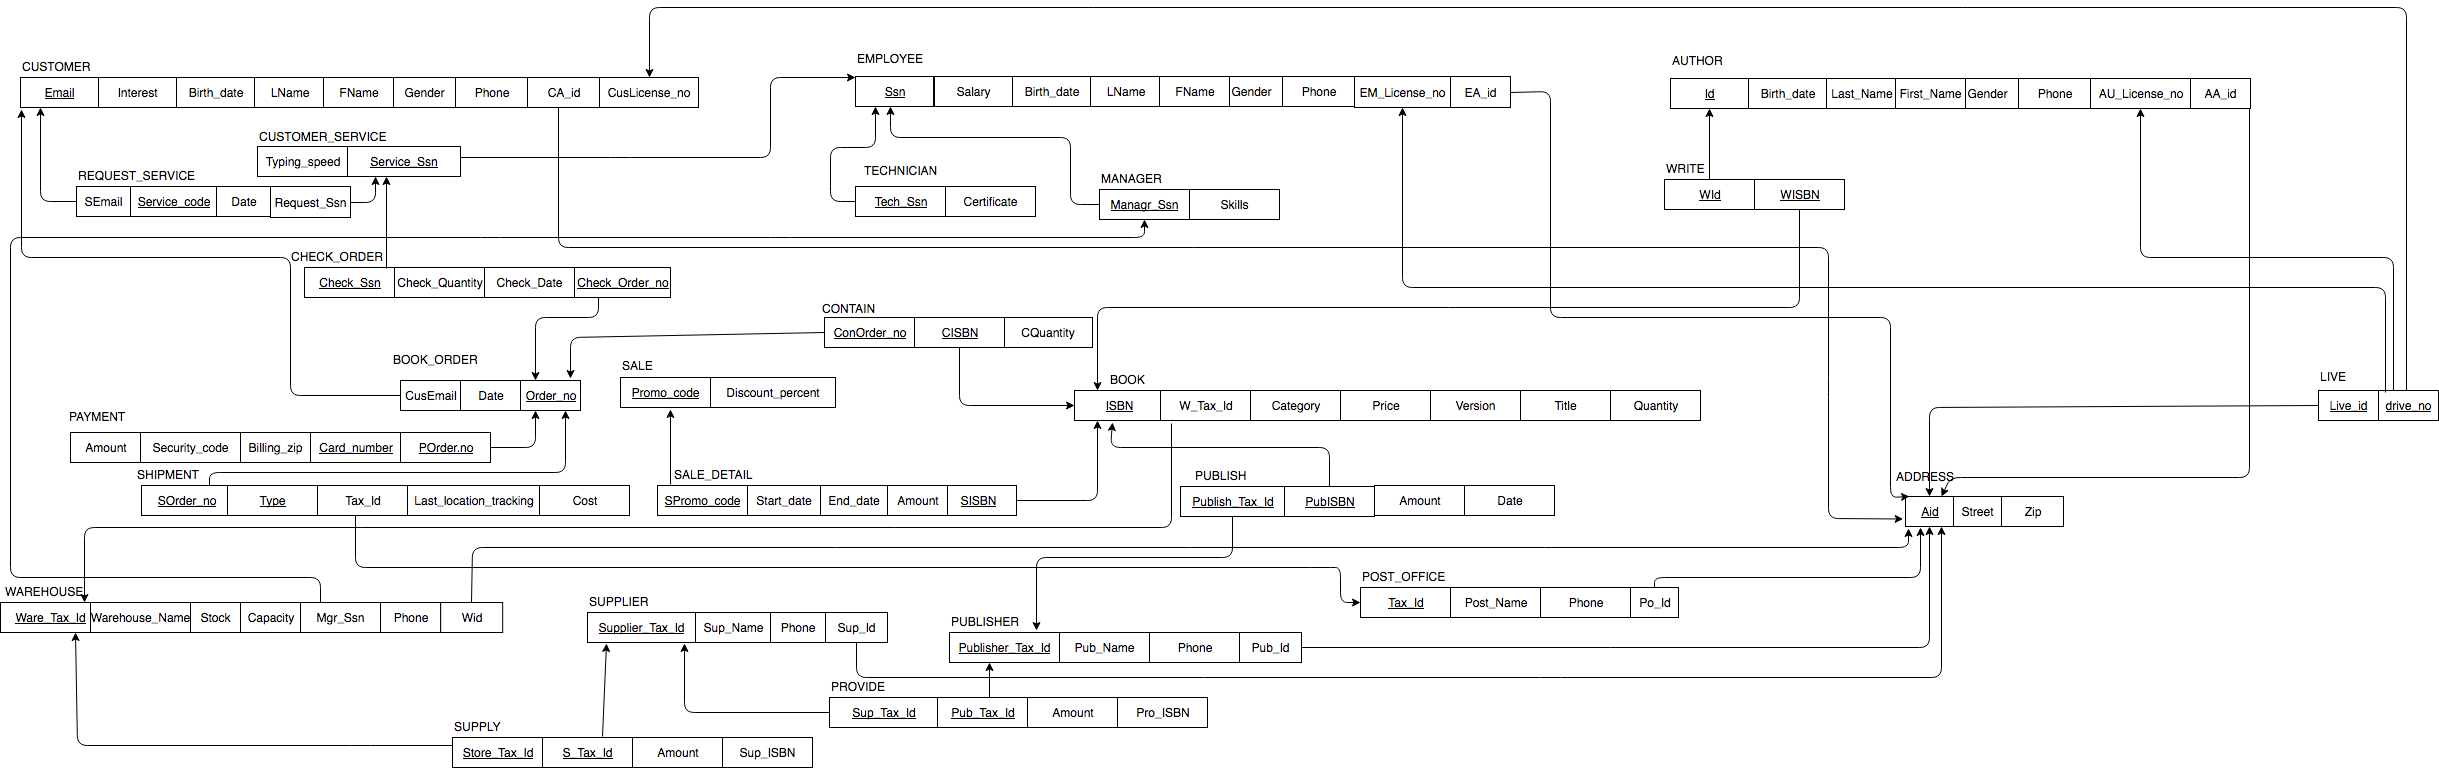 CUSTOMER
Email Interest Birth_date LName FName Gender Phone CA_id CusLicense_no
EMPLOYEE
Ssn Salary Birth_date LName FName Gender Phone EM_License_no EA_id
AUTHOR
Id Birth_date Last_Name First_Name Gender Phone AU_License_no AA_id
CUSTOMER_SERVICE
Typing_speed Service_Ssn
REQUEST_SERVICE
SEmail Service_code Date Request_Ssn
TECHNICIAN
Tech_Ssn Certificate
MANAGER
Managr_Ssn Skills
WRITE
WId WISBN
CHECK_ORDER
Check_Ssn Check_Quantity Check_Date Check_Order_no
CONTAIN
ConOrder_no CISBN CQuantity
BOOK_ORDER
CusEmail Date Order_no
SALE
Promo_code Discount_percent
BOOK
ISBN W_Tax_Id Category Price Version Title Quantity
LIVE
Live_id drive_no
PAYMENT
Amount Security_code Billing_zip Card_number POrder.no
SHIPMENT
SOrder_no Type Tax_Id Last_location_tracking Cost
SALE_DETAIL
SPromo_code Start_date End_date Amount SISBN
PUBLISH
Publish_Tax_Id PubISBN Amount Date
ADDRESS
Aid Street Zip
WAREHOUSE
Ware_Tax_Id Warehouse_Name Stock Capacity Mgr_Ssn Phone Wid
SUPPLIER
Supplier_Tax_Id Sup_Name Phone Sup_Id
POST_OFFICE
Tax_Id Post_Name Phone Po_Id
PUBLISHER
Publisher_Tax_Id Pub_Name Phone Pub_Id
PROVIDE
Sup_Tax_Id Pub_Tax_Id Amount Pro_ISBN
SUPPLY
Store_Tax_Id S_Tax_Id Amount Sup_ISBN